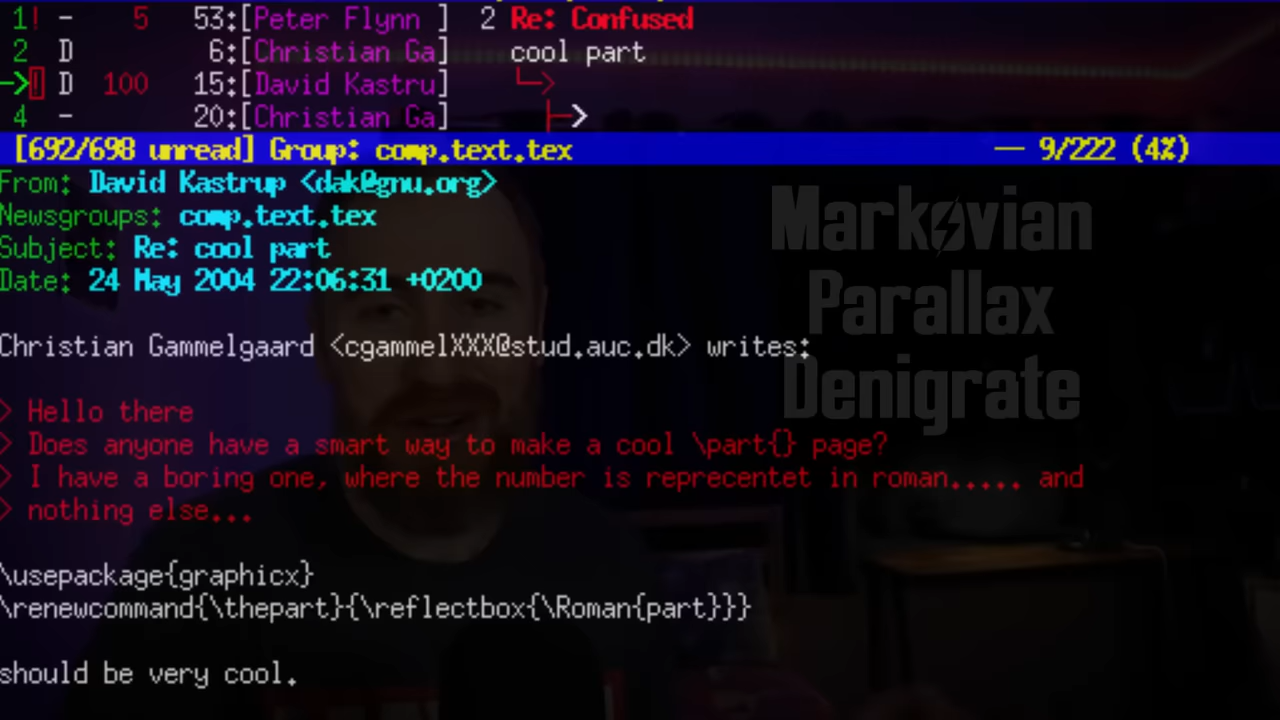 1! - 5 53:[Peter Flynn ] 2 Re: Confused
2 D 6:[Christian Ga] cool part
->! D 100 15:[David Kastru] └─>
4 - 20:[Christian Ga] ├─>
[692/698 unread] Group: comp.text.tex — 9/222 (4%)
From: David Kastrup <dak@gnu.org>
Newsgroups: comp.text.tex
Subject: Re: cool part
Date: 24 May 2004 22:06:31 +0200
Markovian
Parallax
Denigrate
Christian Gammelgaard <cgammelXXX@stud.auc.dk> writes:
> Hello there
> Does anyone have a smart way to make a cool \part{} page?
> I have a boring one, where the number is reprecentet in roman..... and
> nothing else...
\usepackage{graphicx}
\renewcommand{\thepart}{\reflectbox{\Roman{part}}}
should be very cool.